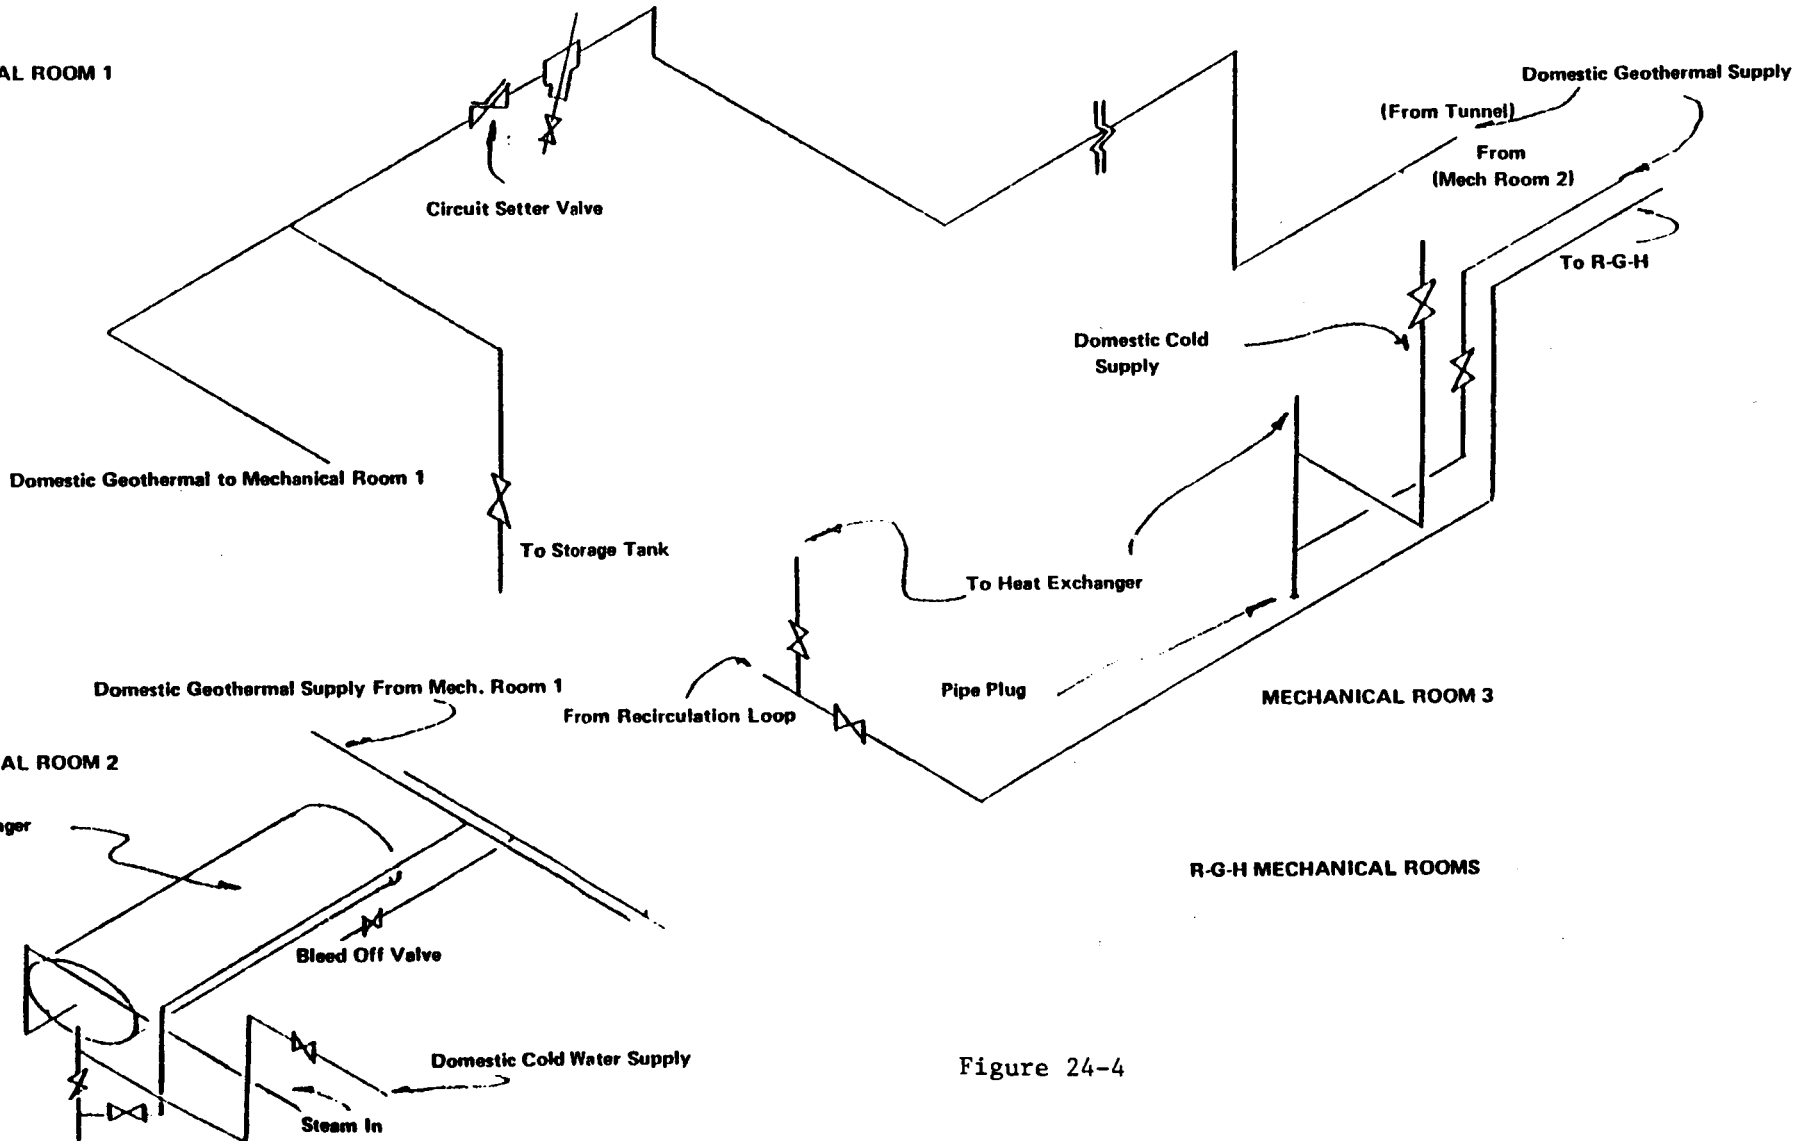 AL ROOM 1
Domestic Geothermal Supply
(From Tunnel)
From
(Mech Room 2)
Circuit Setter Valve
To R-G-H
Domestic Cold
Supply
Domestic Geothermal to Mechanical Room 1
To Storage Tank
To Heat Exchanger
Domestic Geothermal Supply From Mech. Room 1
From Recirculation Loop
Pipe Plug
MECHANICAL ROOM 3
AL ROOM 2
ger
R-G-H MECHANICAL ROOMS
Bleed Off Valve
Domestic Cold Water Supply
Steam In
Figure 24-4